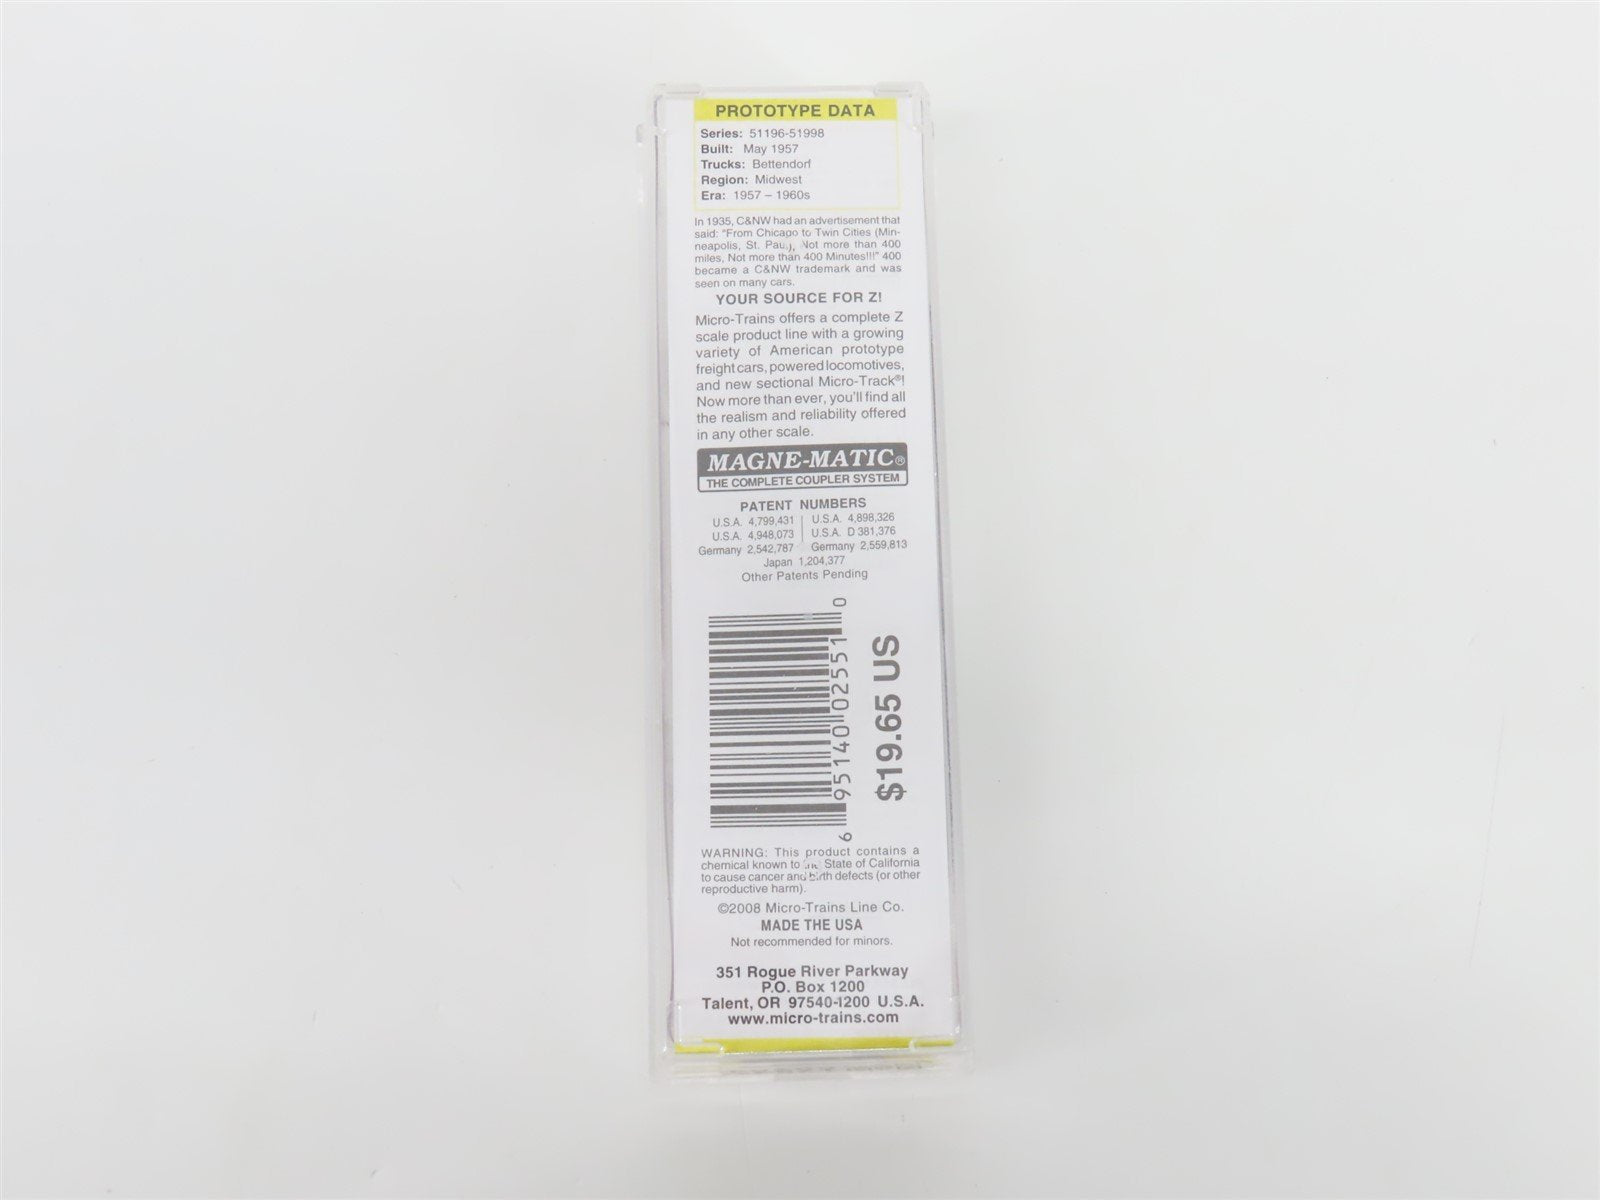 PROTOTYPE DATA
Series: 51196-51998
Built: May 1957
Trucks: Bettendorf
Region: Midwest
Era: 1957 – 1960s
In 1935, C&NW had an advertisement that
said: "From Chicago to Twin Cities (Min-
neapolis, St. Paul), Not more than 400
miles, Not more than 400 Minutes!!!" 400
became a C&NW trademark and was
seen on many cars.
YOUR SOURCE FOR Z!
Micro-Trains offers a complete Z
scale product line with a growing
variety of American prototype
freight cars, powered locomotives,
and new sectional Micro-Track®!
Now more than ever, you'll find all
the realism and reliability offered
in any other scale.
MAGNE-MATIC®
THE COMPLETE COUPLER SYSTEM
PATENT NUMBERS
U.S.A. 4,799,431 | U.S.A. 4,898,326
U.S.A. 4,948,073 | U.S.A. D 381,376
Germany 2,542,787 Germany 2,559,813
Japan 1,204,377
Other Patents Pending
6 95140 02551 0
$19.65 US
WARNING: This product contains a
chemical known to State of California
to cause cancer and birth defects (or other
reproductive harm).
©2008 Micro-Trains Line Co.
MADE THE USA
Not recommended for minors.
351 Rogue River Parkway
P.O. Box 1200
Talent, OR 97540-1200 U.S.A.
www.micro-trains.com